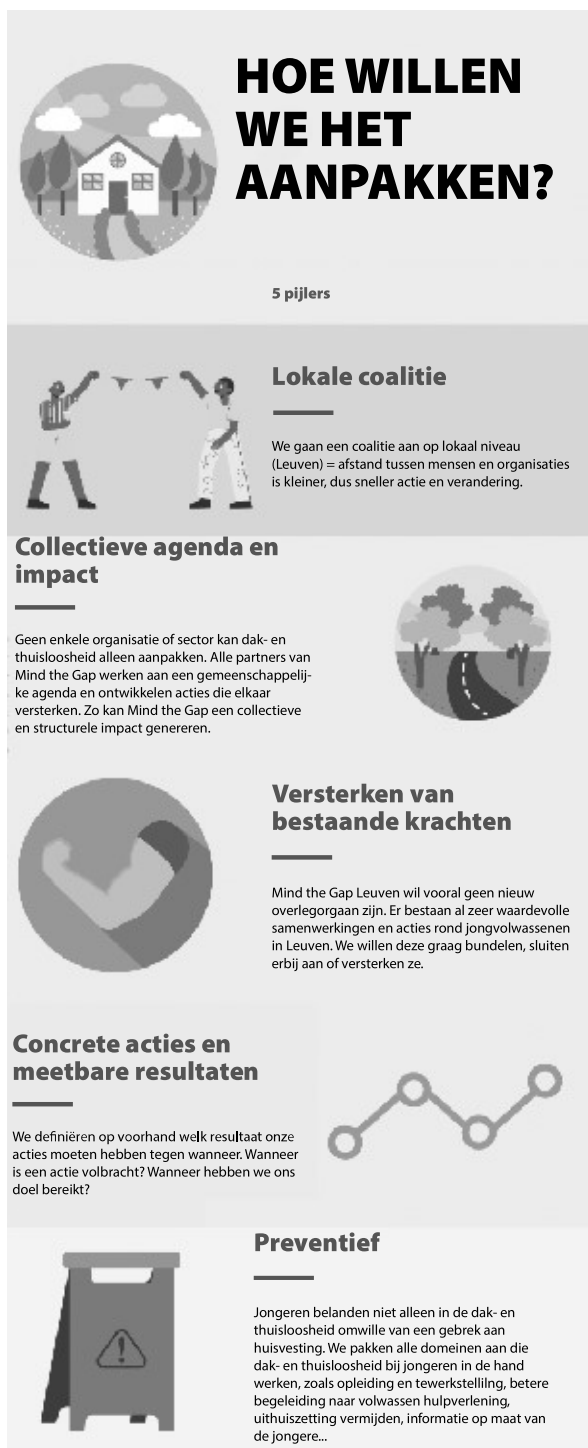 HOE WILLEN
WE HET
AANPAKKEN?
5 pijlers
Lokale coalitie
We gaan een coalitie aan op lokaal niveau
(Leuven) = afstand tussen mensen en organisaties
is kleiner, dus sneller actie en verandering.
Collectieve agenda en
impact
Geen enkele organisatie of sector kan dak- en
thuisloosheid alleen aanpakken. Alle partners van
Mind the Gap werken aan een gemeenschappelij-
ke agenda en ontwikkelen acties die elkaar
versterken. Zo kan Mind the Gap een collectieve
en structurele impact genereren.
Versterken van
bestaande krachten
Mind the Gap Leuven wil vooral geen nieuw
overlegorgaan zijn. Er bestaan al zeer waardevolle
samenwerkingen en acties rond jongvolwassenen
in Leuven. We willen deze graag bundelen, sluiten
erbij aan of versterken ze.
Concrete acties en
meetbare resultaten
We definiëren op voorhand welk resultaat onze
acties moeten hebben tegen wanneer. Wanneer
is een actie volbracht? Wanneer hebben we ons
doel bereikt?
Preventief
Jongeren belanden niet alleen in de dak- en
thuisloosheid omwille van een gebrek aan
huisvesting. We pakken alle domeinen aan die
dak- en thuisloosheid bij jongeren in de hand
werken, zoals opleiding en tewerkstellilng, betere
begeleiding naar volwassen hulpverlening,
uithuiszetting vermijden, informatie op maat van
de jongere...